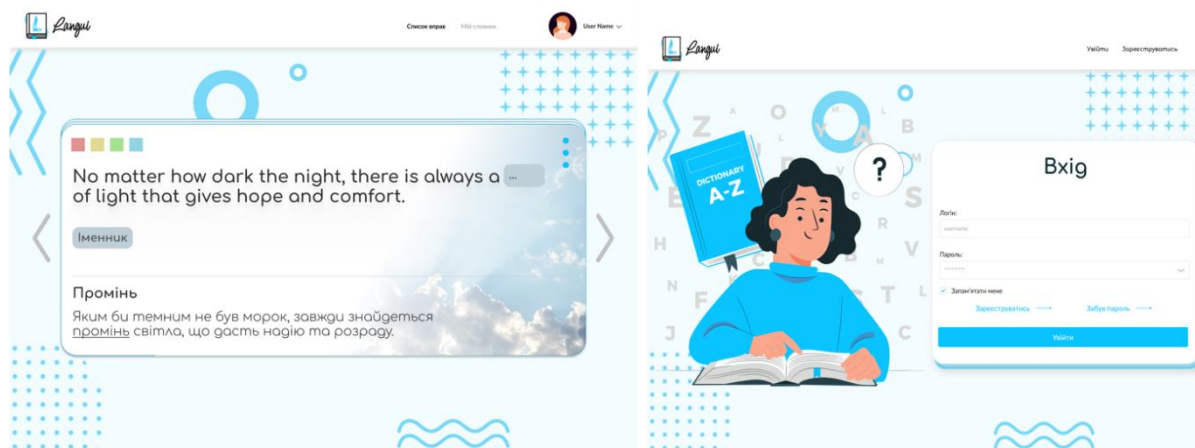 Langui
Список вправ
Мій словник
User Name
No matter how dark the night, there is always a ...
of light that gives hope and comfort.
Іменник
Промінь
Яким би темним не був морок, завжди знайдеться
промінь світла, що дасть надію та розраду.
Langui
Увійти
Зареєструватись
DICTIONARY
A-Z
?
Вхід
Логін:
username
Пароль:
Запам'ятати мене
Зареєструватись
Забув пароль
Увійти